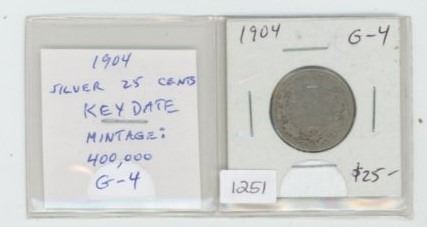 1904
SILVER 25 CENTS
KEY DATE
MINTAGE:
400,000
G-4
1904 G-4
$25-
1251